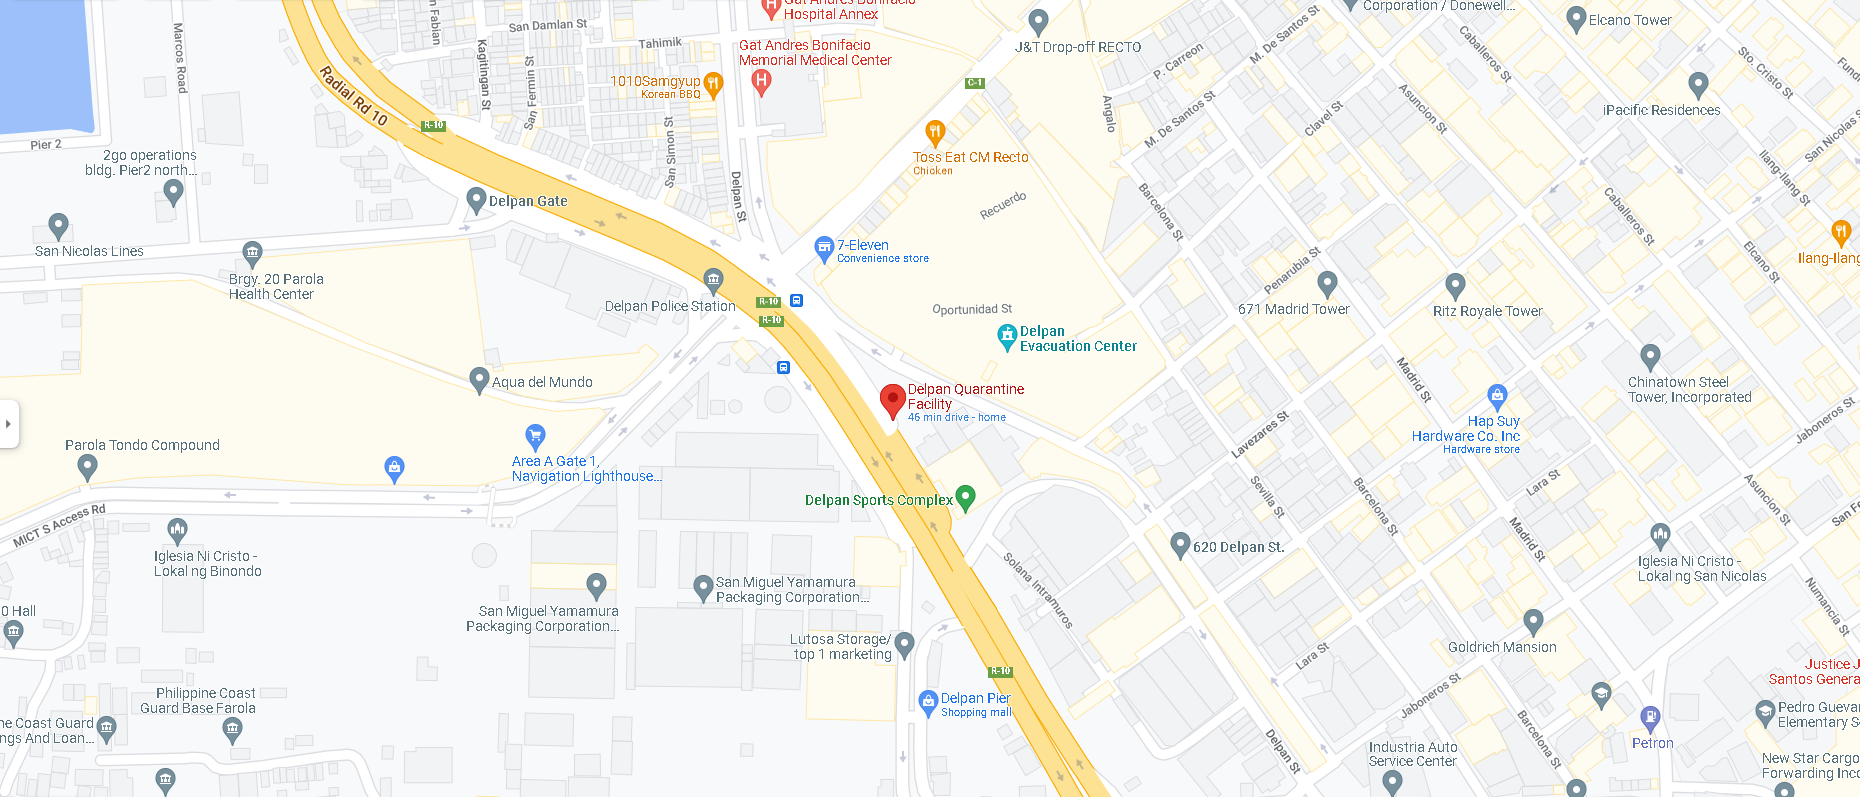 Gat Andres Bonifacio
Hospital Annex
Corporation / Donewell...
Elcano Tower
San Damlan St
Tahimik
Kagitingan St
San Fermin St
San Simon St
Marcos Road
Radial Rd 10
R-10
Gat Andres Bonifacio
Memorial Medical Center
1010Samgyup
Korean BBQ
J&T Drop-off RECTO
C-1
P. Carreon
M. De Santos St
Caballeros St
Sto. Cristo St
Angalo
M. De Santos St
Clavel St
Asuncion St
iPacific Residences
San Nicolas S
Ilang-Ilang St
Pier 2
2go operations
bldg. Pier2 north...
Toss Eat CM Recto
Chicken
Delpan St
Delpan Gate
Recuerdo
Barcelona St
Caballeros St
Elcano St
Ilang-Ilang
San Nicolas Lines
7-Eleven
Convenience store
Brgy. 20 Parola
Health Center
Penarubia St
Delpan Police Station
R-10
R-10
Oportunidad St
671 Madrid Tower
Ritz Royale Tower
Delpan
Evacuation Center
Aqua del Mundo
Madrid St
Chinatown Steel
Tower, Incorporated
Delpan Quarantine
Facility
46 min drive - home
Hap Suy
Hardware Co. Inc
Hardware store
Jaboneros St
Lavezares St
Parola Tondo Compound
Area A Gate 1,
Navigation Lighthouse...
Delpan Sports Complex
Sevilla St
Barcelona St
Lara St
Asuncion St
San Fe
MICT S Access Rd
Iglesia Ni Cristo -
Lokal ng Binondo
620 Delpan St.
Madrid St
Iglesia Ni Cristo -
Lokal ng San Nicolas
Solana Intramuros
San Miguel Yamamura
Packaging Corporation...
San Miguel Yamamura
Packaging Corporation...
Numancia St
0 Hall
Lutosa Storage/
top 1 marketing
Lara St
Goldrich Mansion
R-10
Justice J
Santos Genera
Philippine Coast
Guard Base Farola
Delpan Pier
Shopping mall
Jaboneros St
Barcelona St
Pedro Guevar
Elementary S
ne Coast Guard
ngs And Loan...
Delpan St
Petron
Industria Auto
Service Center
New Star Cargo
Forwarding Inc